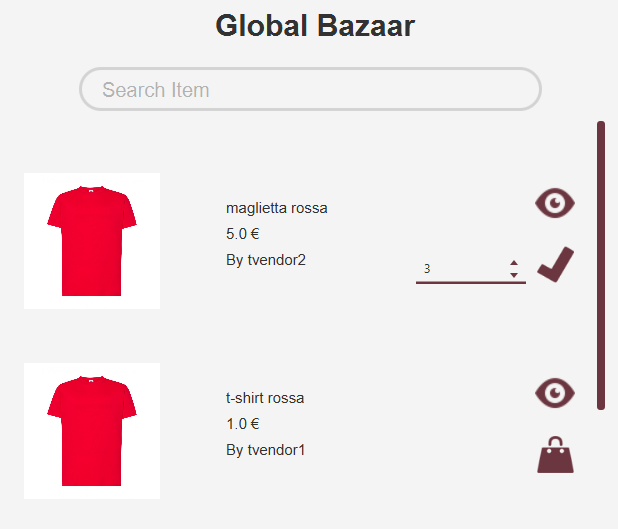 Global Bazaar
Search Item
maglietta rossa
5.0 €
By tvendor2
3
t-shirt rossa
1.0 €
By tvendor1